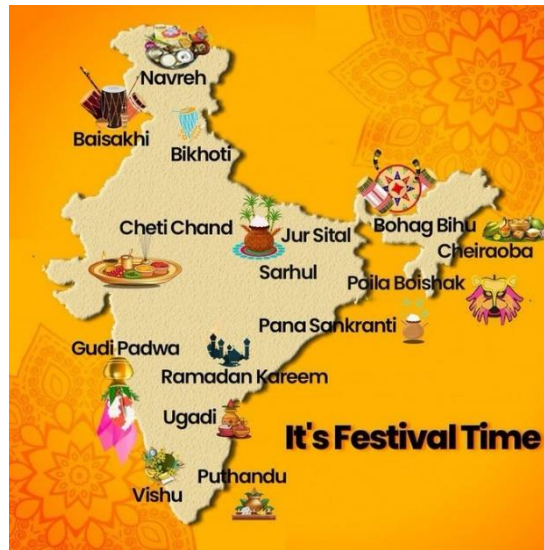 Navreh
Baisakhi
Bikhoti
Cheti Chand
Jur Sital
Bohag Bihu
Cheiraoba
Sarhul
Poila Boishak
Pana Sankranti
Gudi Padwa
Ramadan Kareem
Ugadi
It's Festival Time
Puthandu
Vishu